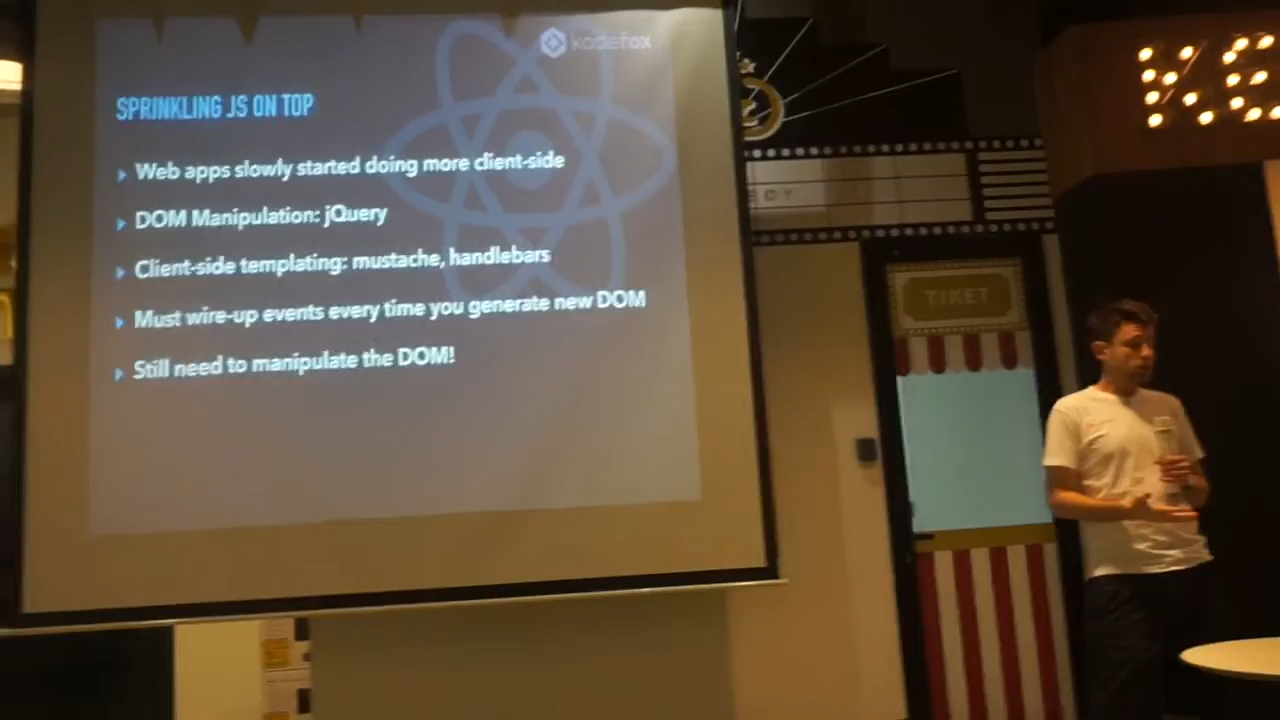 kodefox
SPRINKLING JS ON TOP
Web apps slowly started doing more client-side
DOM Manipulation: jQuery
Client-side templating: mustache, handlebars
Must wire-up events every time you generate new DOM
Still need to manipulate the DOM!
TIKET